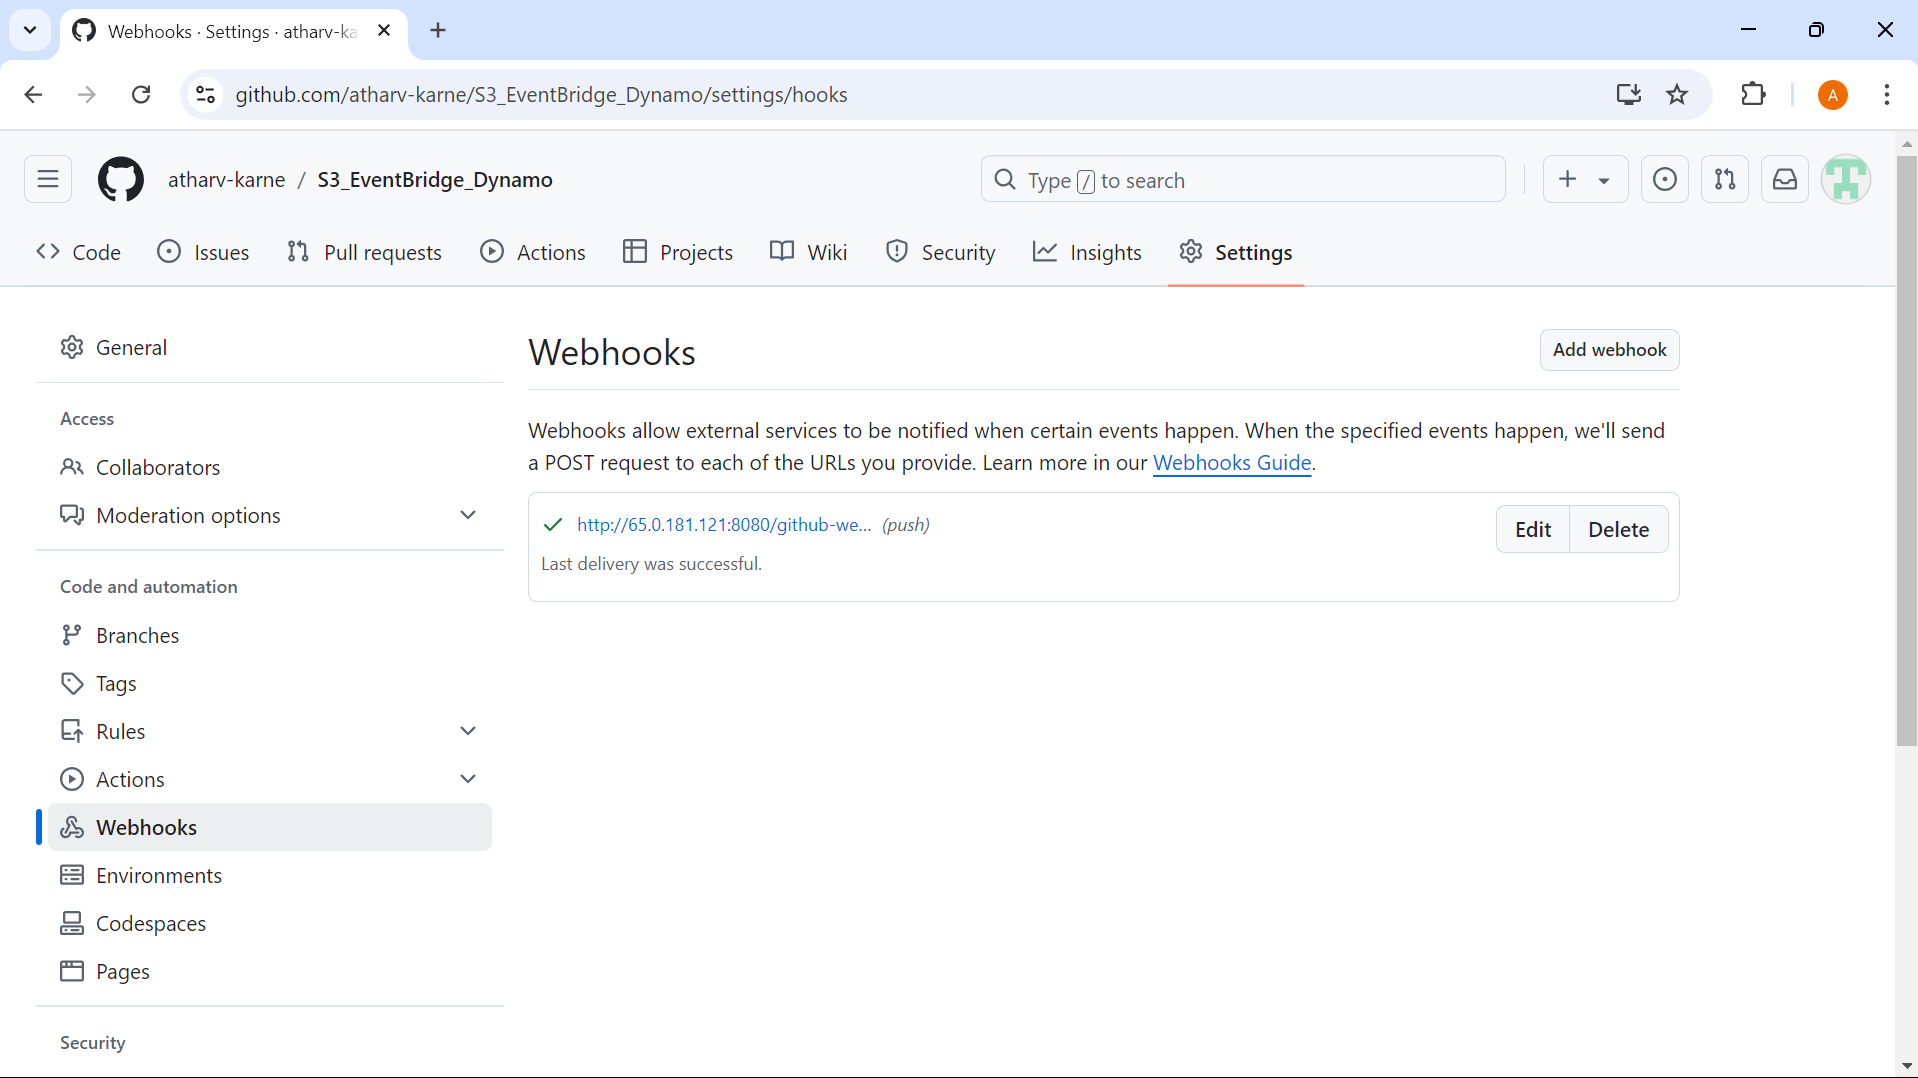 Webhooks · Settings · atharv-ka
github.com/atharv-karne/S3_EventBridge_Dynamo/settings/hooks
A
atharv-karne / S3_EventBridge_Dynamo
Type / to search
Code
Issues
Pull requests
Actions
Projects
Wiki
Security
Insights
Settings
General
Access
Collaborators
Moderation options
Code and automation
Branches
Tags
Rules
Actions
Webhooks
Environments
Codespaces
Pages
Security
Webhooks
Add webhook
Webhooks allow external services to be notified when certain events happen. When the specified events happen, we'll send
a POST request to each of the URLs you provide. Learn more in our Webhooks Guide.
http://65.0.181.121:8080/github-we... (push)
Edit
Delete
Last delivery was successful.